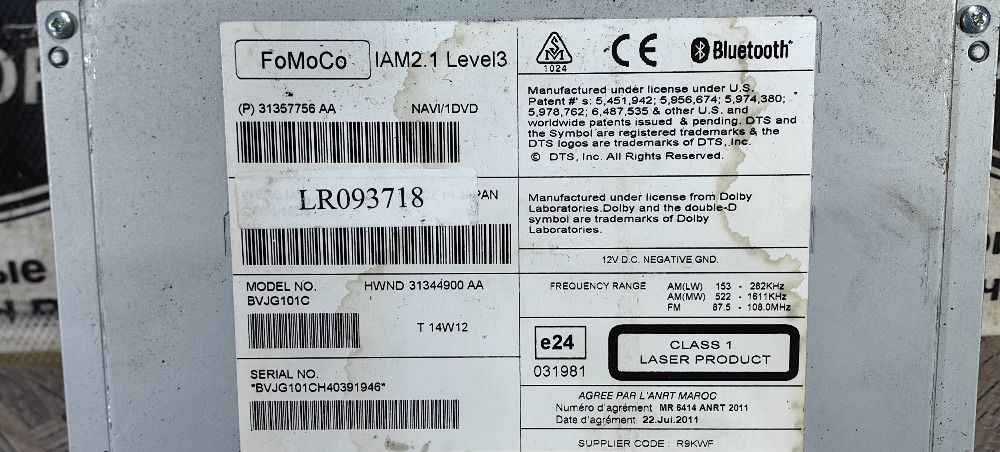 FoMoCo IAM2.1 Level3
(P) 31357756 AA NAVI/1DVD
LR093718
MODEL NO. HWND 31344900 AA
BVJG101C
T 14W12
SERIAL NO.
*BVJG101CH40391946*
1024
CE
Bluetooth
Manufactured under license under U.S.
Patent #' s: 5,451,942; 5,956,674; 5,974,380;
5,978,762; 6,487,535 & other U.S. and
worldwide patents issued & pending. DTS and
the Symbol are registered trademarks & the
DTS logos are trademarks of DTS, Inc.
© DTS, Inc. All Rights Reserved.
Manufactured under license from Dolby
Laboratories.Dolby and the double-D
symbol are trademarks of Dolby
Laboratories.
12V D.C. NEGATIVE GND.
FREQUENCY RANGE AM(LW) 153 - 282KHz
AM(MW) 522 - 1611KHz
FM 87.5 - 108.0MHz
e24
031981
CLASS 1
LASER PRODUCT
AGREE PAR L'ANRT MAROC
Numéro d'agrément MR 6414 ANRT 2011
Date d'agrément 22.Jul.2011
SUPPLIER CODE : R9KWF